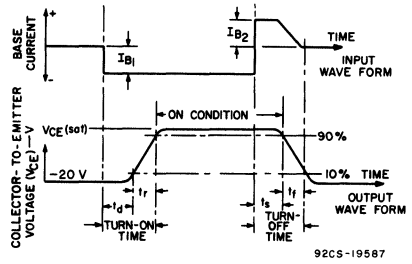 +
BASE
CURRENT
-
IB1
IB2
TIME
INPUT
WAVE FORM
COLLECTOR-TO-EMITTER
VOLTAGE (VCE)—V
VCE(sat)
ON CONDITION
90%
-20 V
10%
TIME
OUTPUT
WAVE FORM
td
tr
ts
tf
TURN-ON
TIME
TURN-
OFF
TIME
92CS-19587